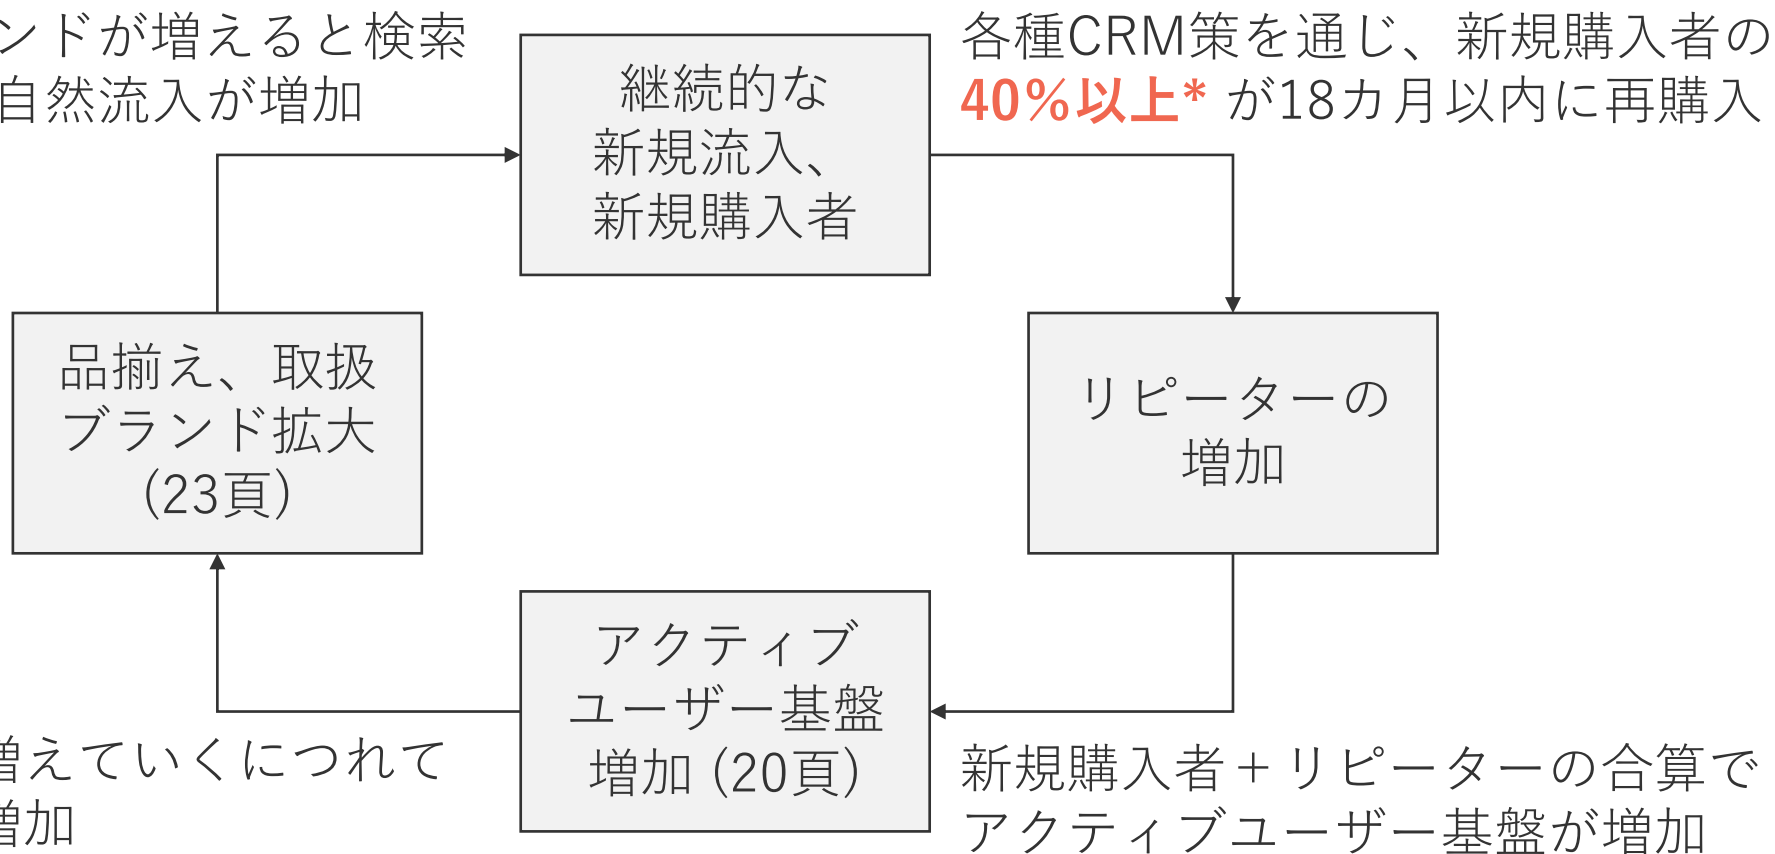 ンドが増えると検索
自然流入が増加
継続的な
新規流入、
新規購入者
各種CRM策を通じ、新規購入者の
40%以上* が18カ月以内に再購入
品揃え、取扱
ブランド拡大
(23頁)
リピーターの
増加
アクティブ
ユーザー基盤
増加 (20頁)
増えていくにつれて
増加
新規購入者+リピーターの合算で
アクティブユーザー基盤が増加